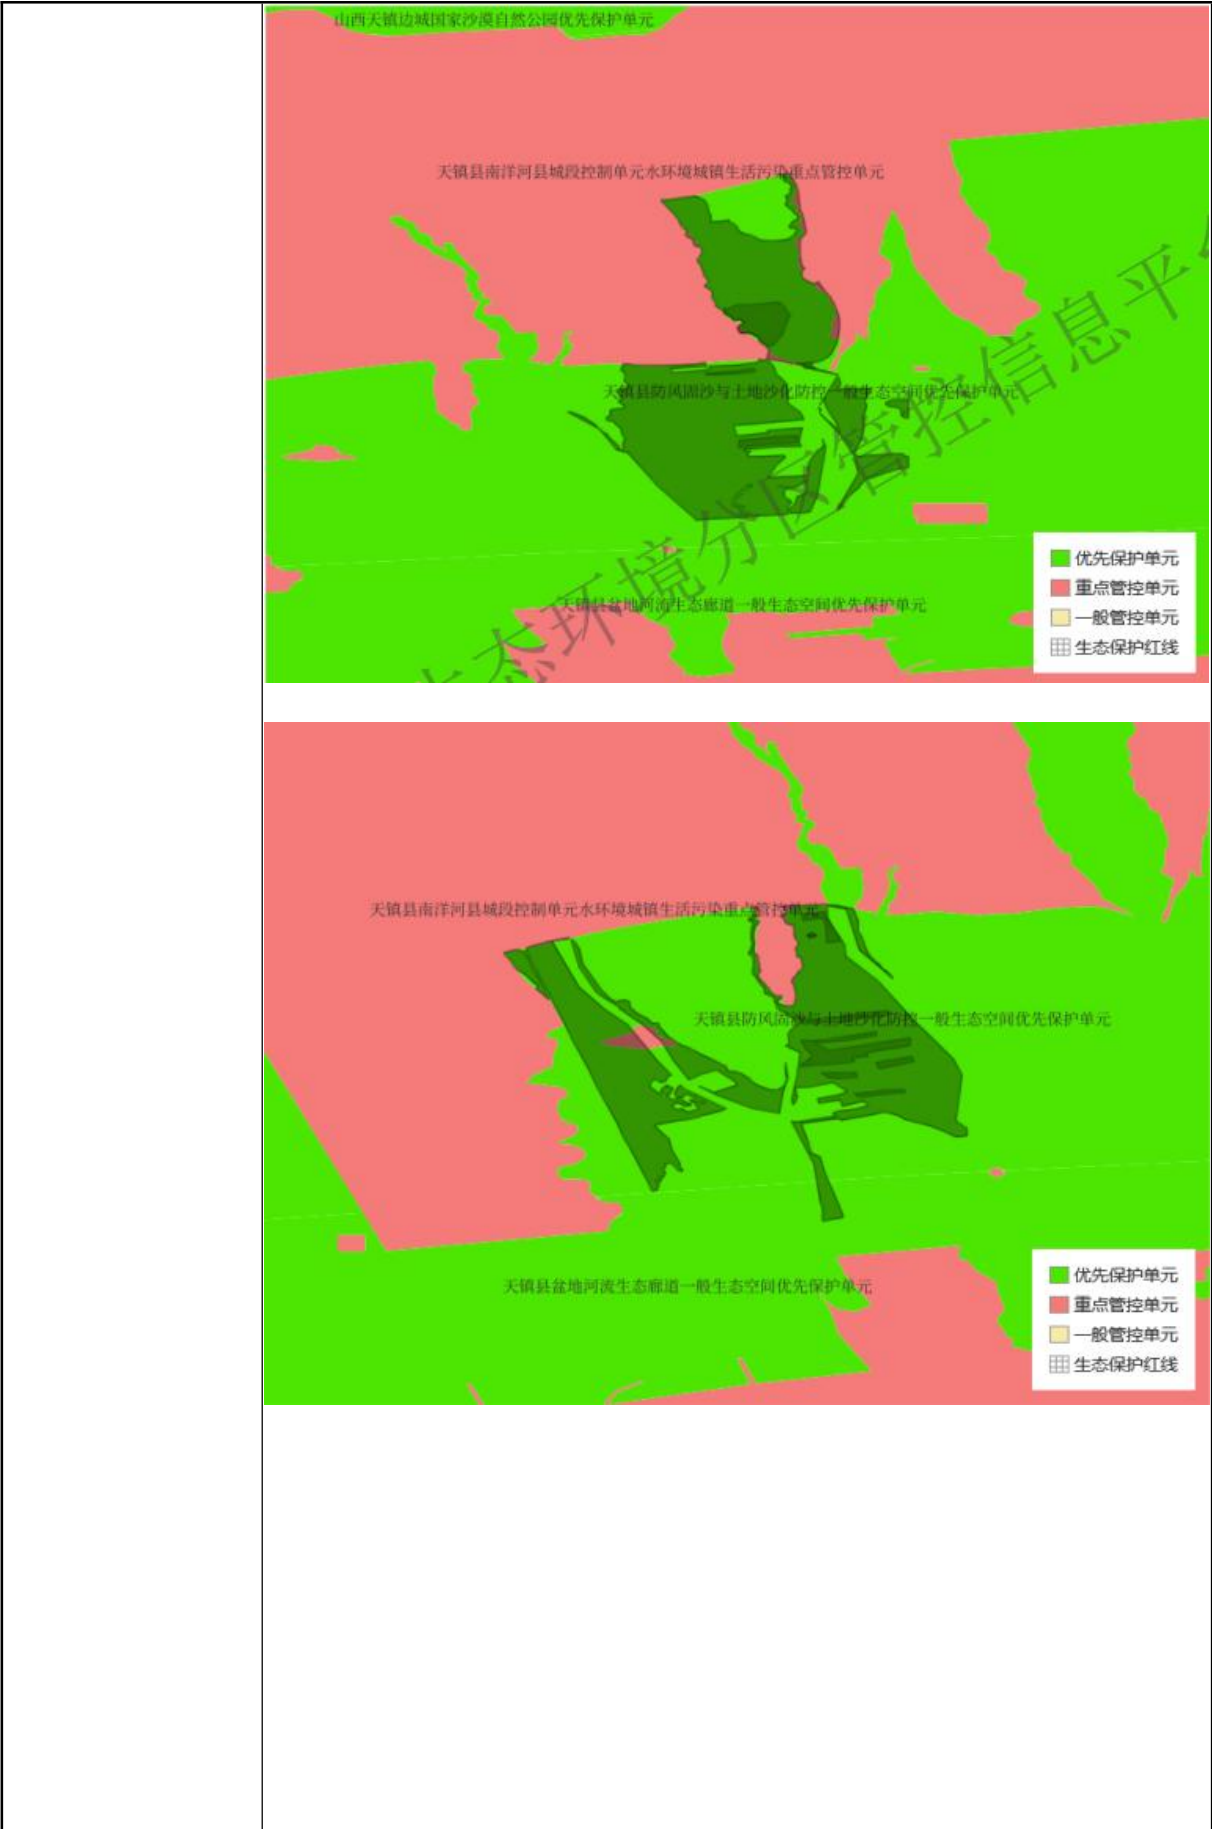 山西天镇边城国家沙漠自然公园优先保护单元
天镇县南洋河县城段控制单元水环境城镇生活污染重点管控单元
天镇县防风固沙与土地沙化防控一般生态空间优先保护单元
天镇县盆地河流生态廊道一般生态空间优先保护单元
生态环境分区管控信息平
优先保护单元
重点管控单元
一般管控单元
生态保护红线
天镇县南洋河县城段控制单元水环境城镇生活污染重点管控单元
天镇县防风固沙与土地沙化防控一般生态空间优先保护单元
天镇县盆地河流生态廊道一般生态空间优先保护单元
优先保护单元
重点管控单元
一般管控单元
生态保护红线